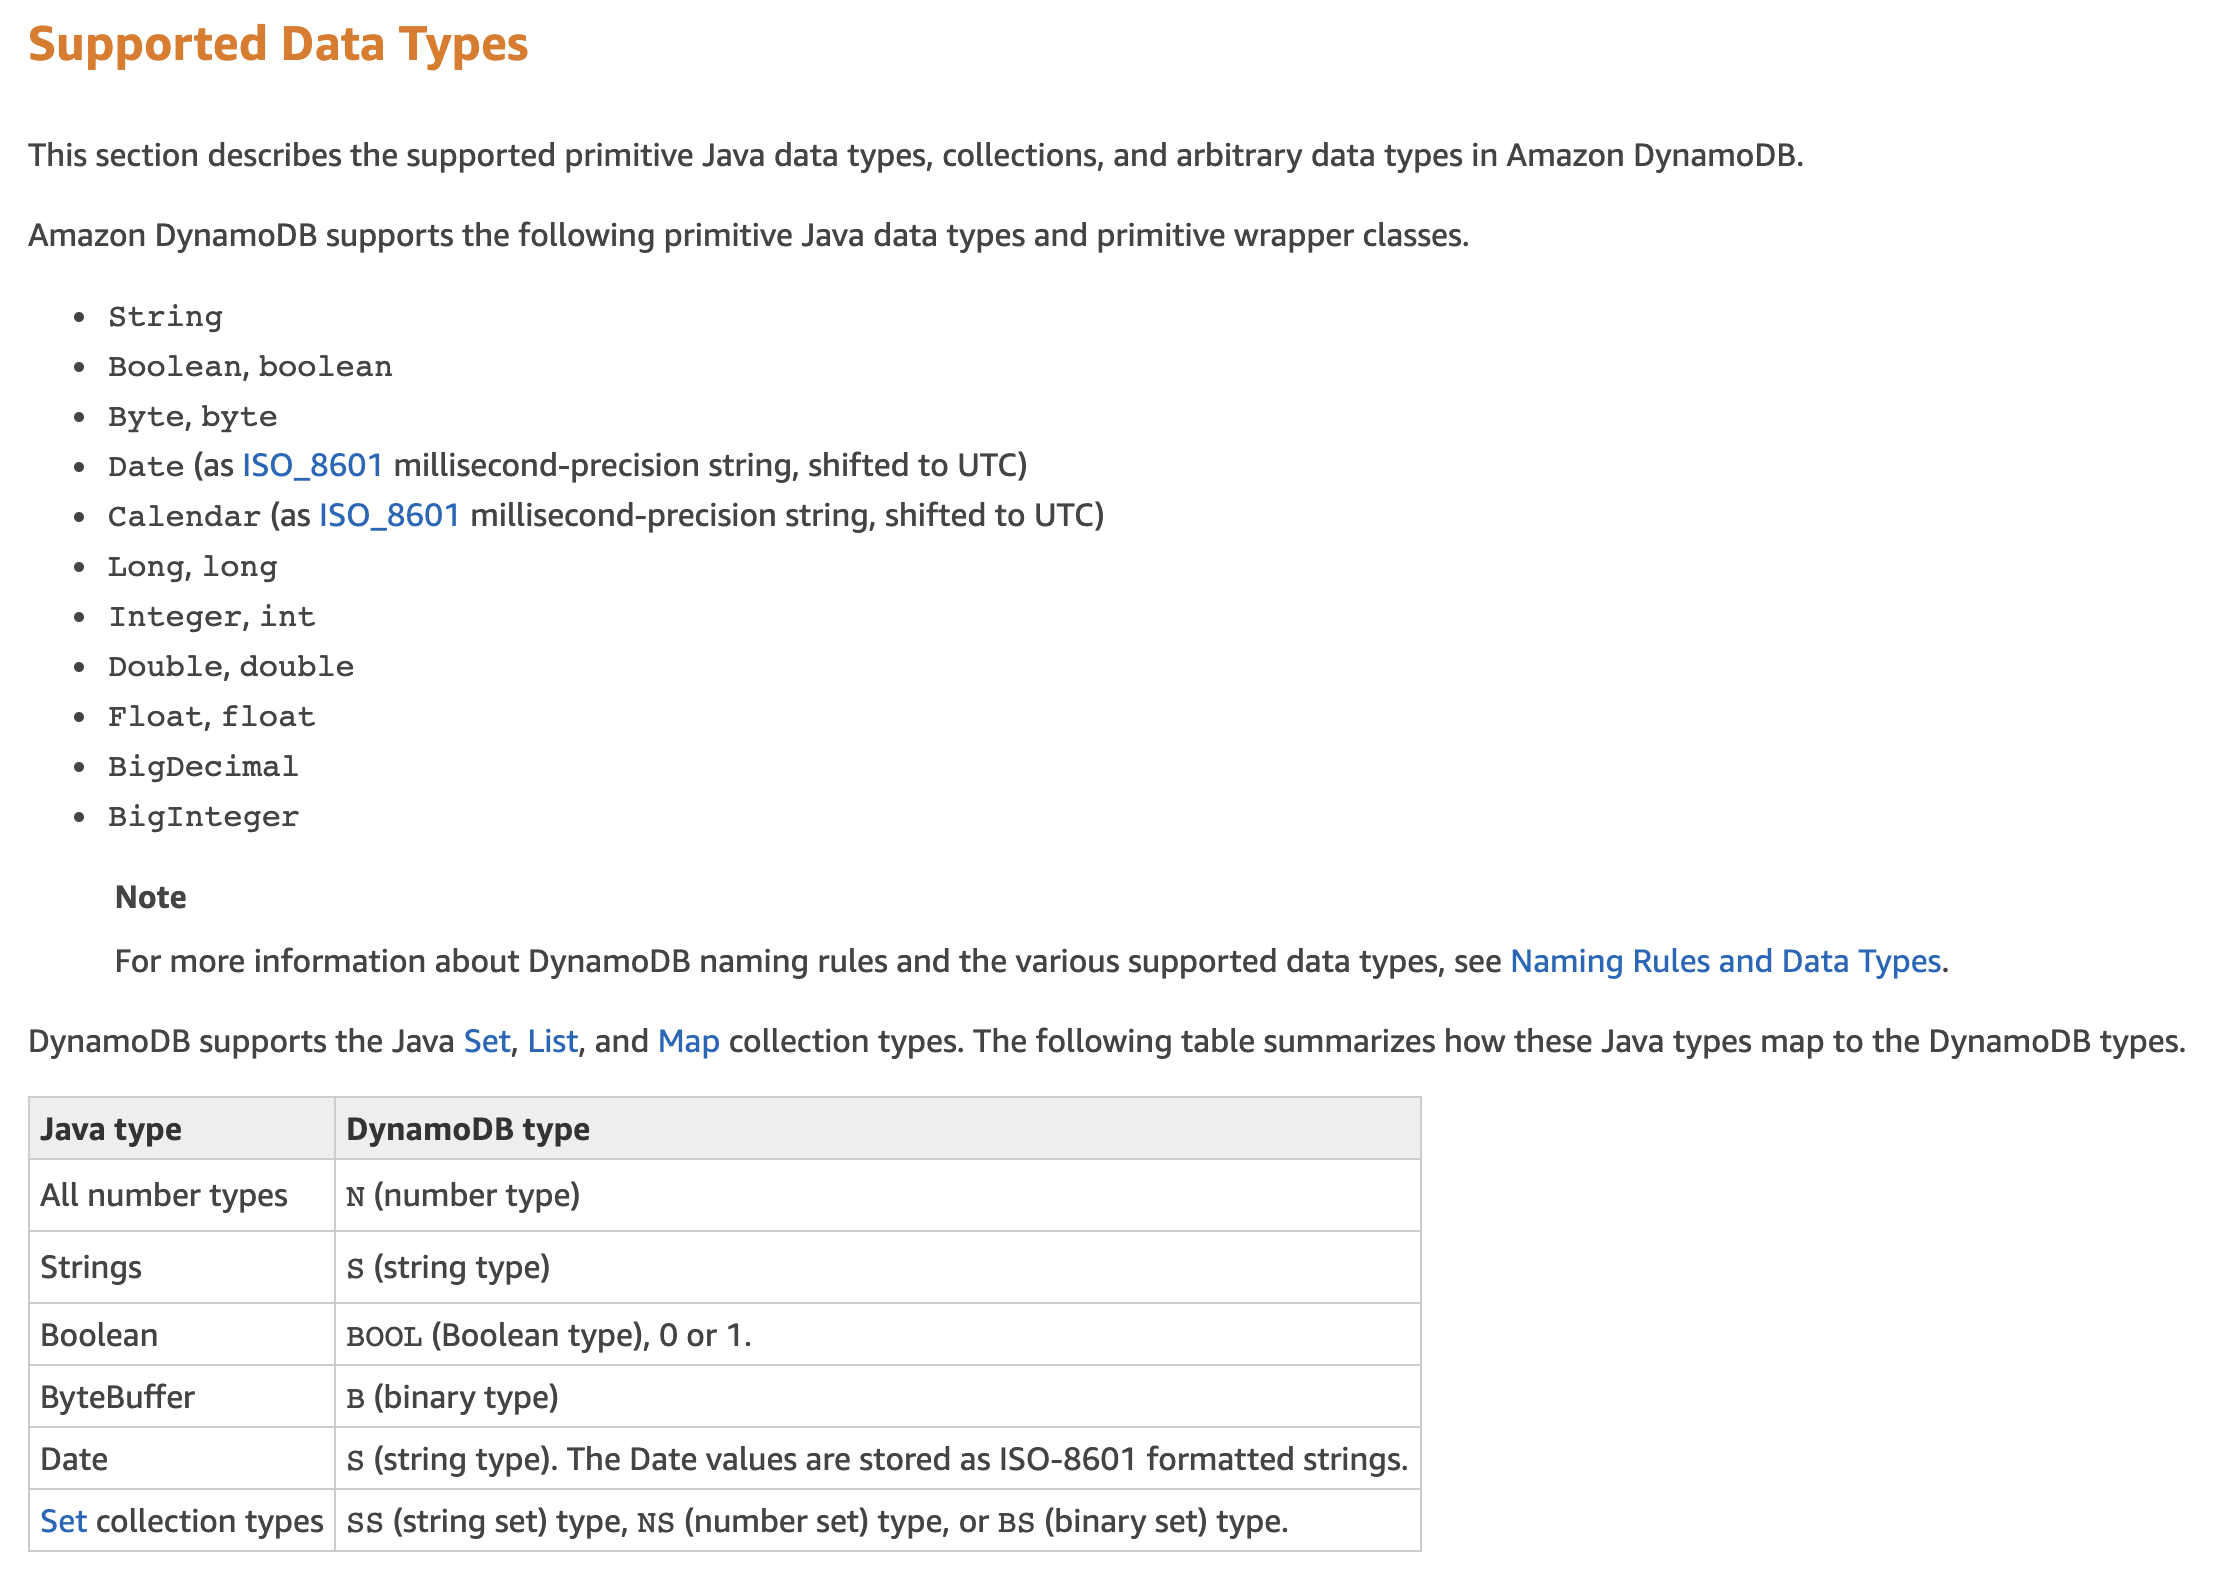 Supported Data Types
This section describes the supported primitive Java data types, collections, and arbitrary data types in Amazon DynamoDB.
Amazon DynamoDB supports the following primitive Java data types and primitive wrapper classes.
• String
• Boolean, boolean
• Byte, byte
• Date (as ISO_8601 millisecond-precision string, shifted to UTC)
• Calendar (as ISO_8601 millisecond-precision string, shifted to UTC)
• Long, long
• Integer, int
• Double, double
• Float, float
• BigDecimal
• BigInteger
Note
For more information about DynamoDB naming rules and the various supported data types, see Naming Rules and Data Types.
DynamoDB supports the Java Set, List, and Map collection types. The following table summarizes how these Java types map to the DynamoDB types.
Java type DynamoDB type
All number types N (number type)
Strings S (string type)
Boolean BOOL (Boolean type), 0 or 1.
ByteBuffer B (binary type)
Date S (string type). The Date values are stored as ISO-8601 formatted strings.
Set collection types SS (string set) type, NS (number set) type, or BS (binary set) type.